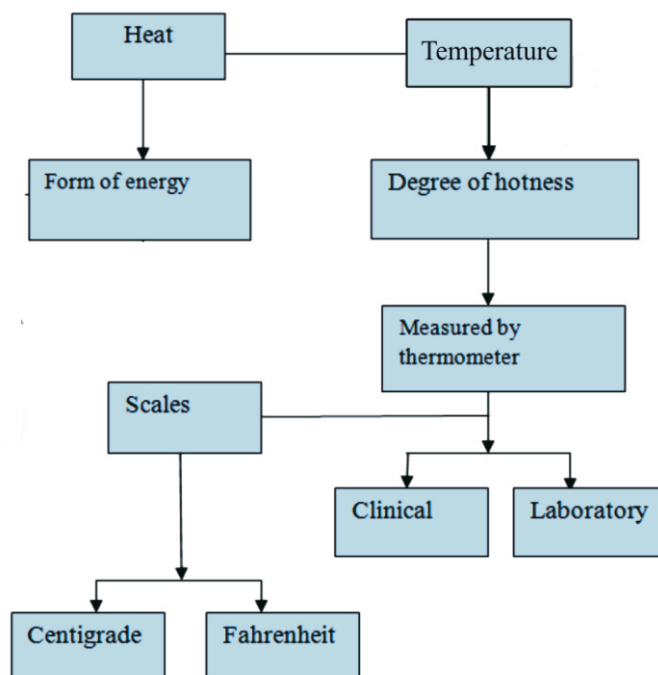 Heat
Temperature
Form of energy
Degree of hotness
Measured by
thermometer
Scales
Clinical
Laboratory
Centigrade
Fahrenheit